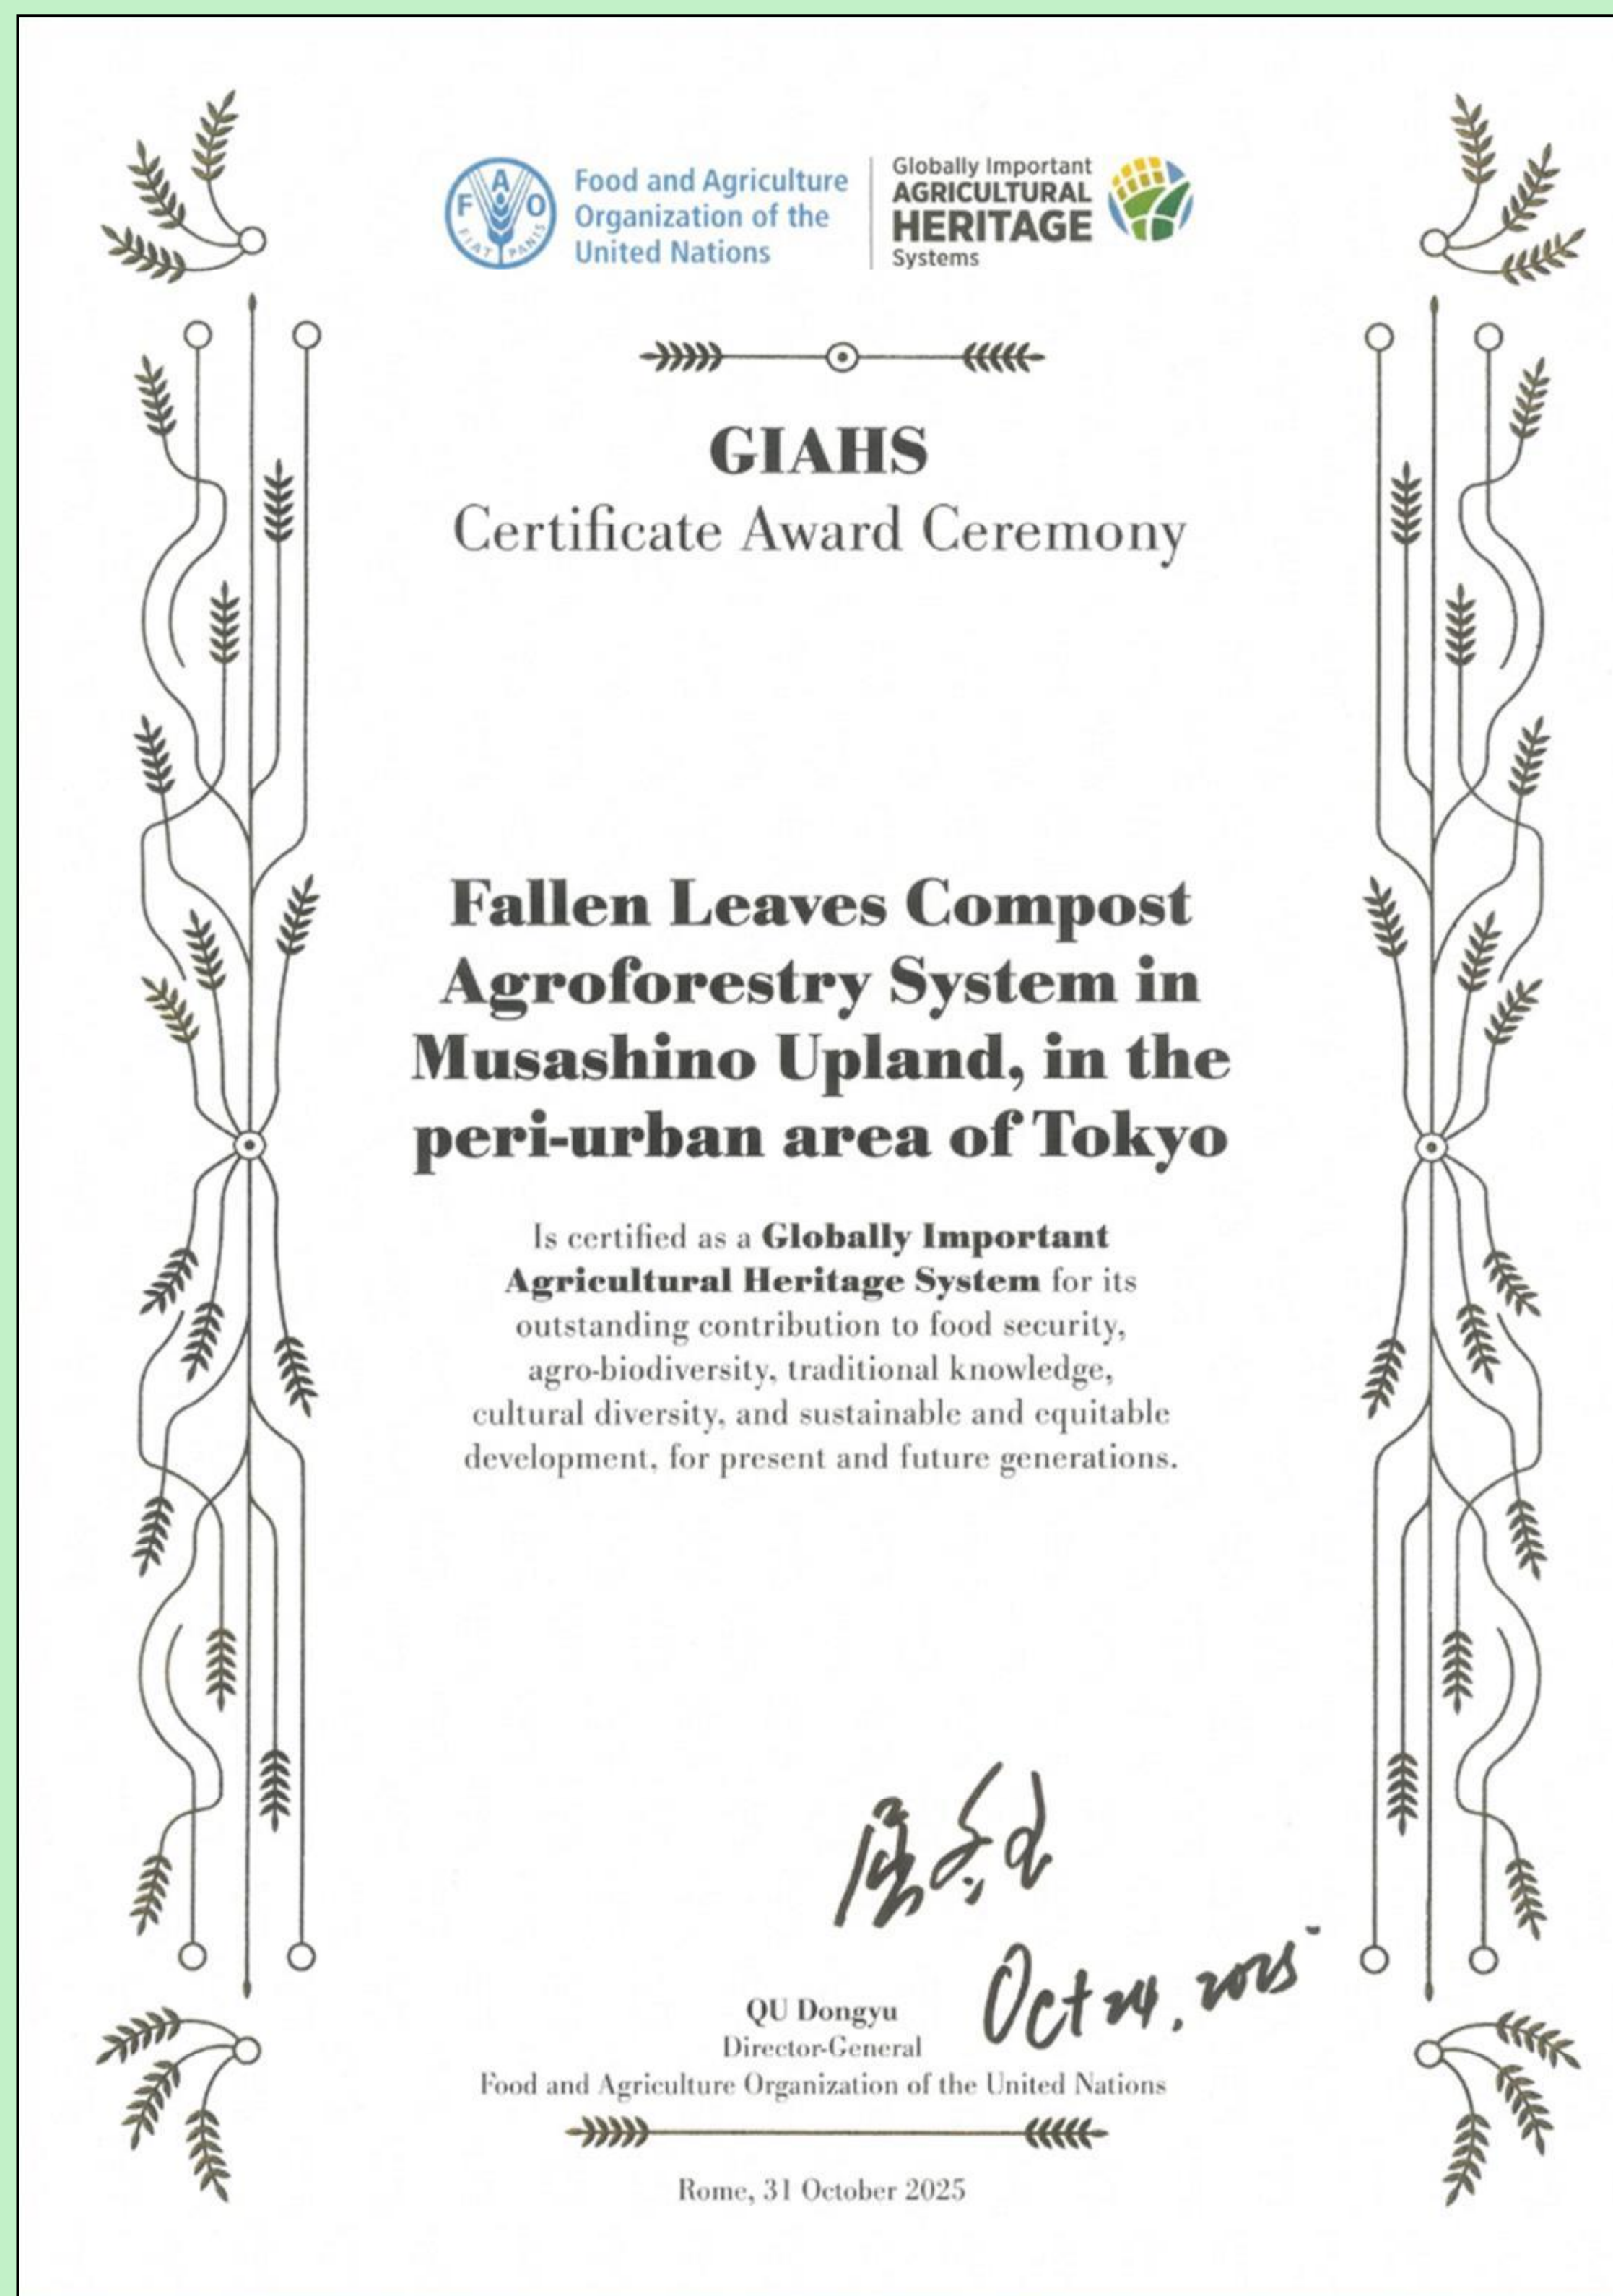 FAO
FIAT PANIS
Food and Agriculture
Organization of the
United Nations
Globally Important
AGRICULTURAL
HERITAGE
Systems
GIAHS
Certificate Award Ceremony
Fallen Leaves Compost
Agroforestry System in
Musashino Upland, in the
peri-urban area of Tokyo
Is certified as a Globally Important
Agricultural Heritage System for its
outstanding contribution to food security,
agro-biodiversity, traditional knowledge,
cultural diversity, and sustainable and equitable
development, for present and future generations.
Oct 24, 2025
QU Dongyu
Director-General
Food and Agriculture Organization of the United Nations
Rome, 31 October 2025